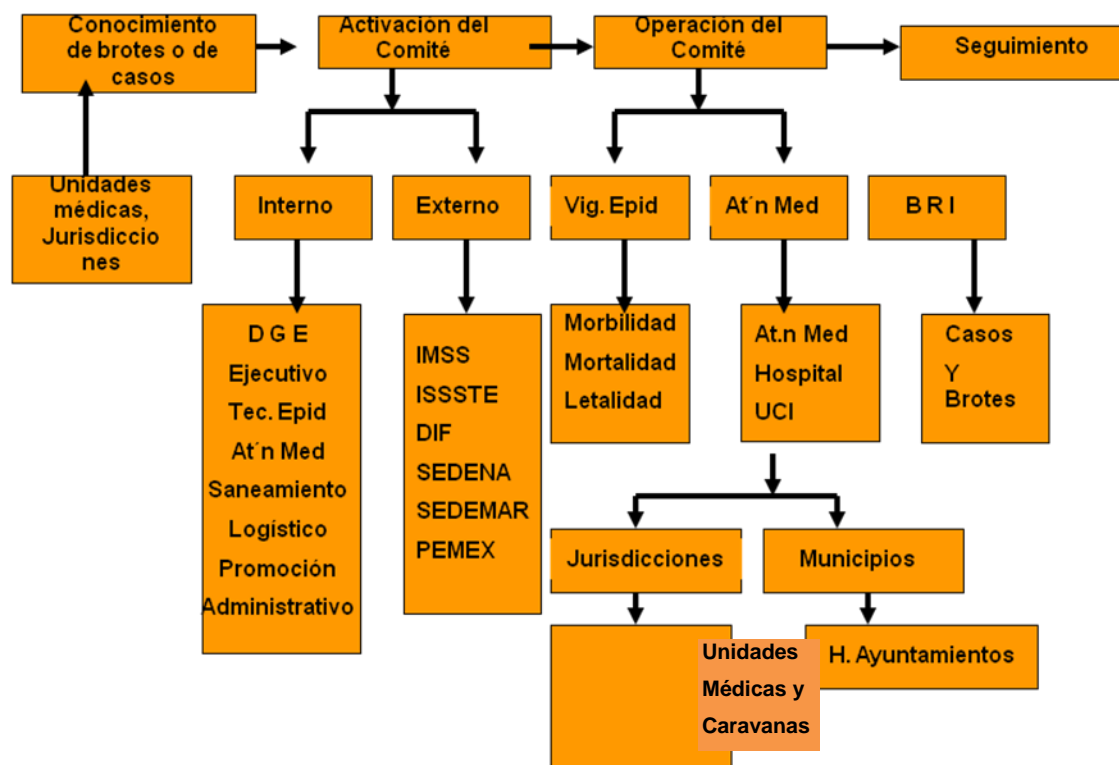 Conocimiento
de brotes o de
casos
Activación del
Comité
Operación del
Comité
Seguimiento
Unidades
médicas,
Jurisdiccio
nes
Interno
Externo
Vig. Epid
At´n Med
B R I
D G E
Ejecutivo
Tec. Epid
At´n Med
Saneamiento
Logístico
Promoción
Administrativo
IMSS
ISSSTE
DIF
SEDENA
SEDEMAR
PEMEX
Morbilidad
Mortalidad
Letalidad
At.n Med
Hospital
UCI
Casos
Y
Brotes
Jurisdicciones
Municipios
Unidades
Médicas y
Caravanas
H. Ayuntamientos